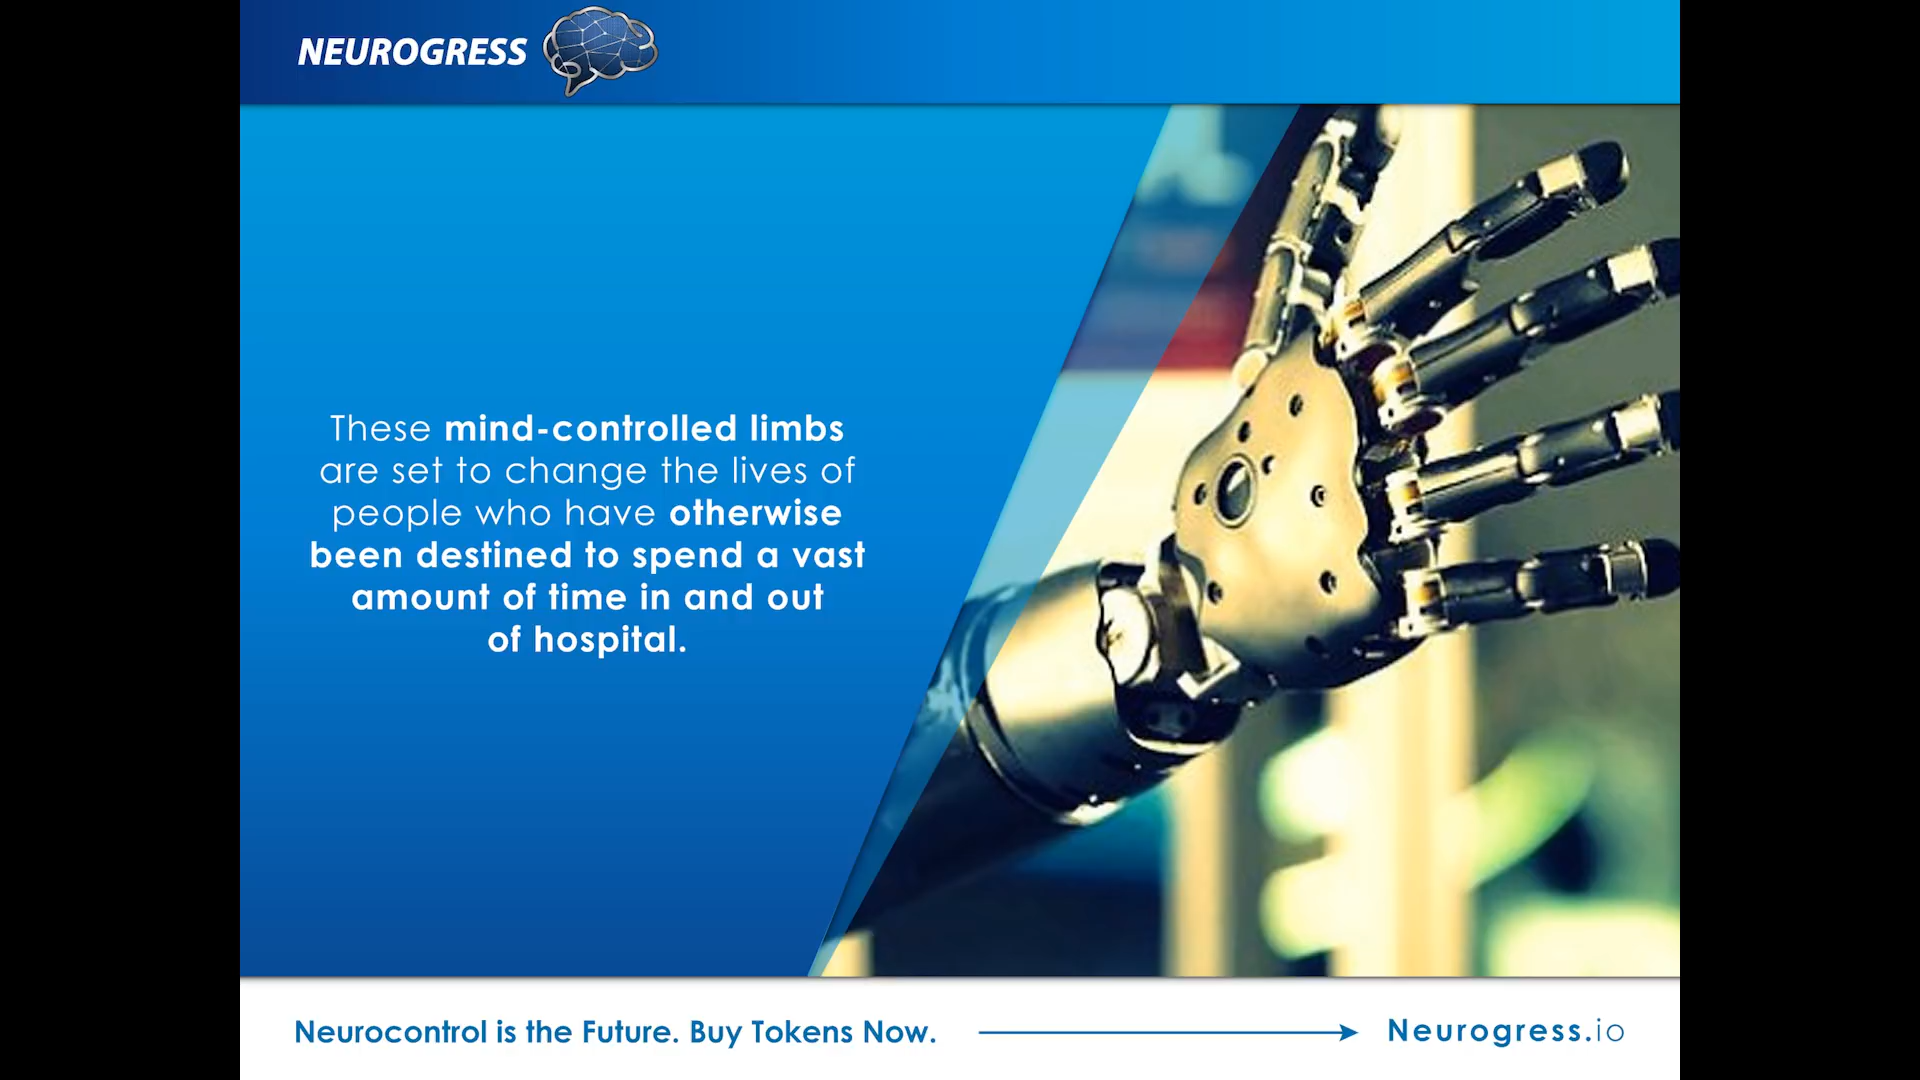 NEUROGRESS
These mind-controlled limbs
are set to change the lives of
people who have otherwise
been destined to spend a vast
amount of time in and out
of hospital.
Neurocontrol is the Future. Buy Tokens Now.
Neurogress.io